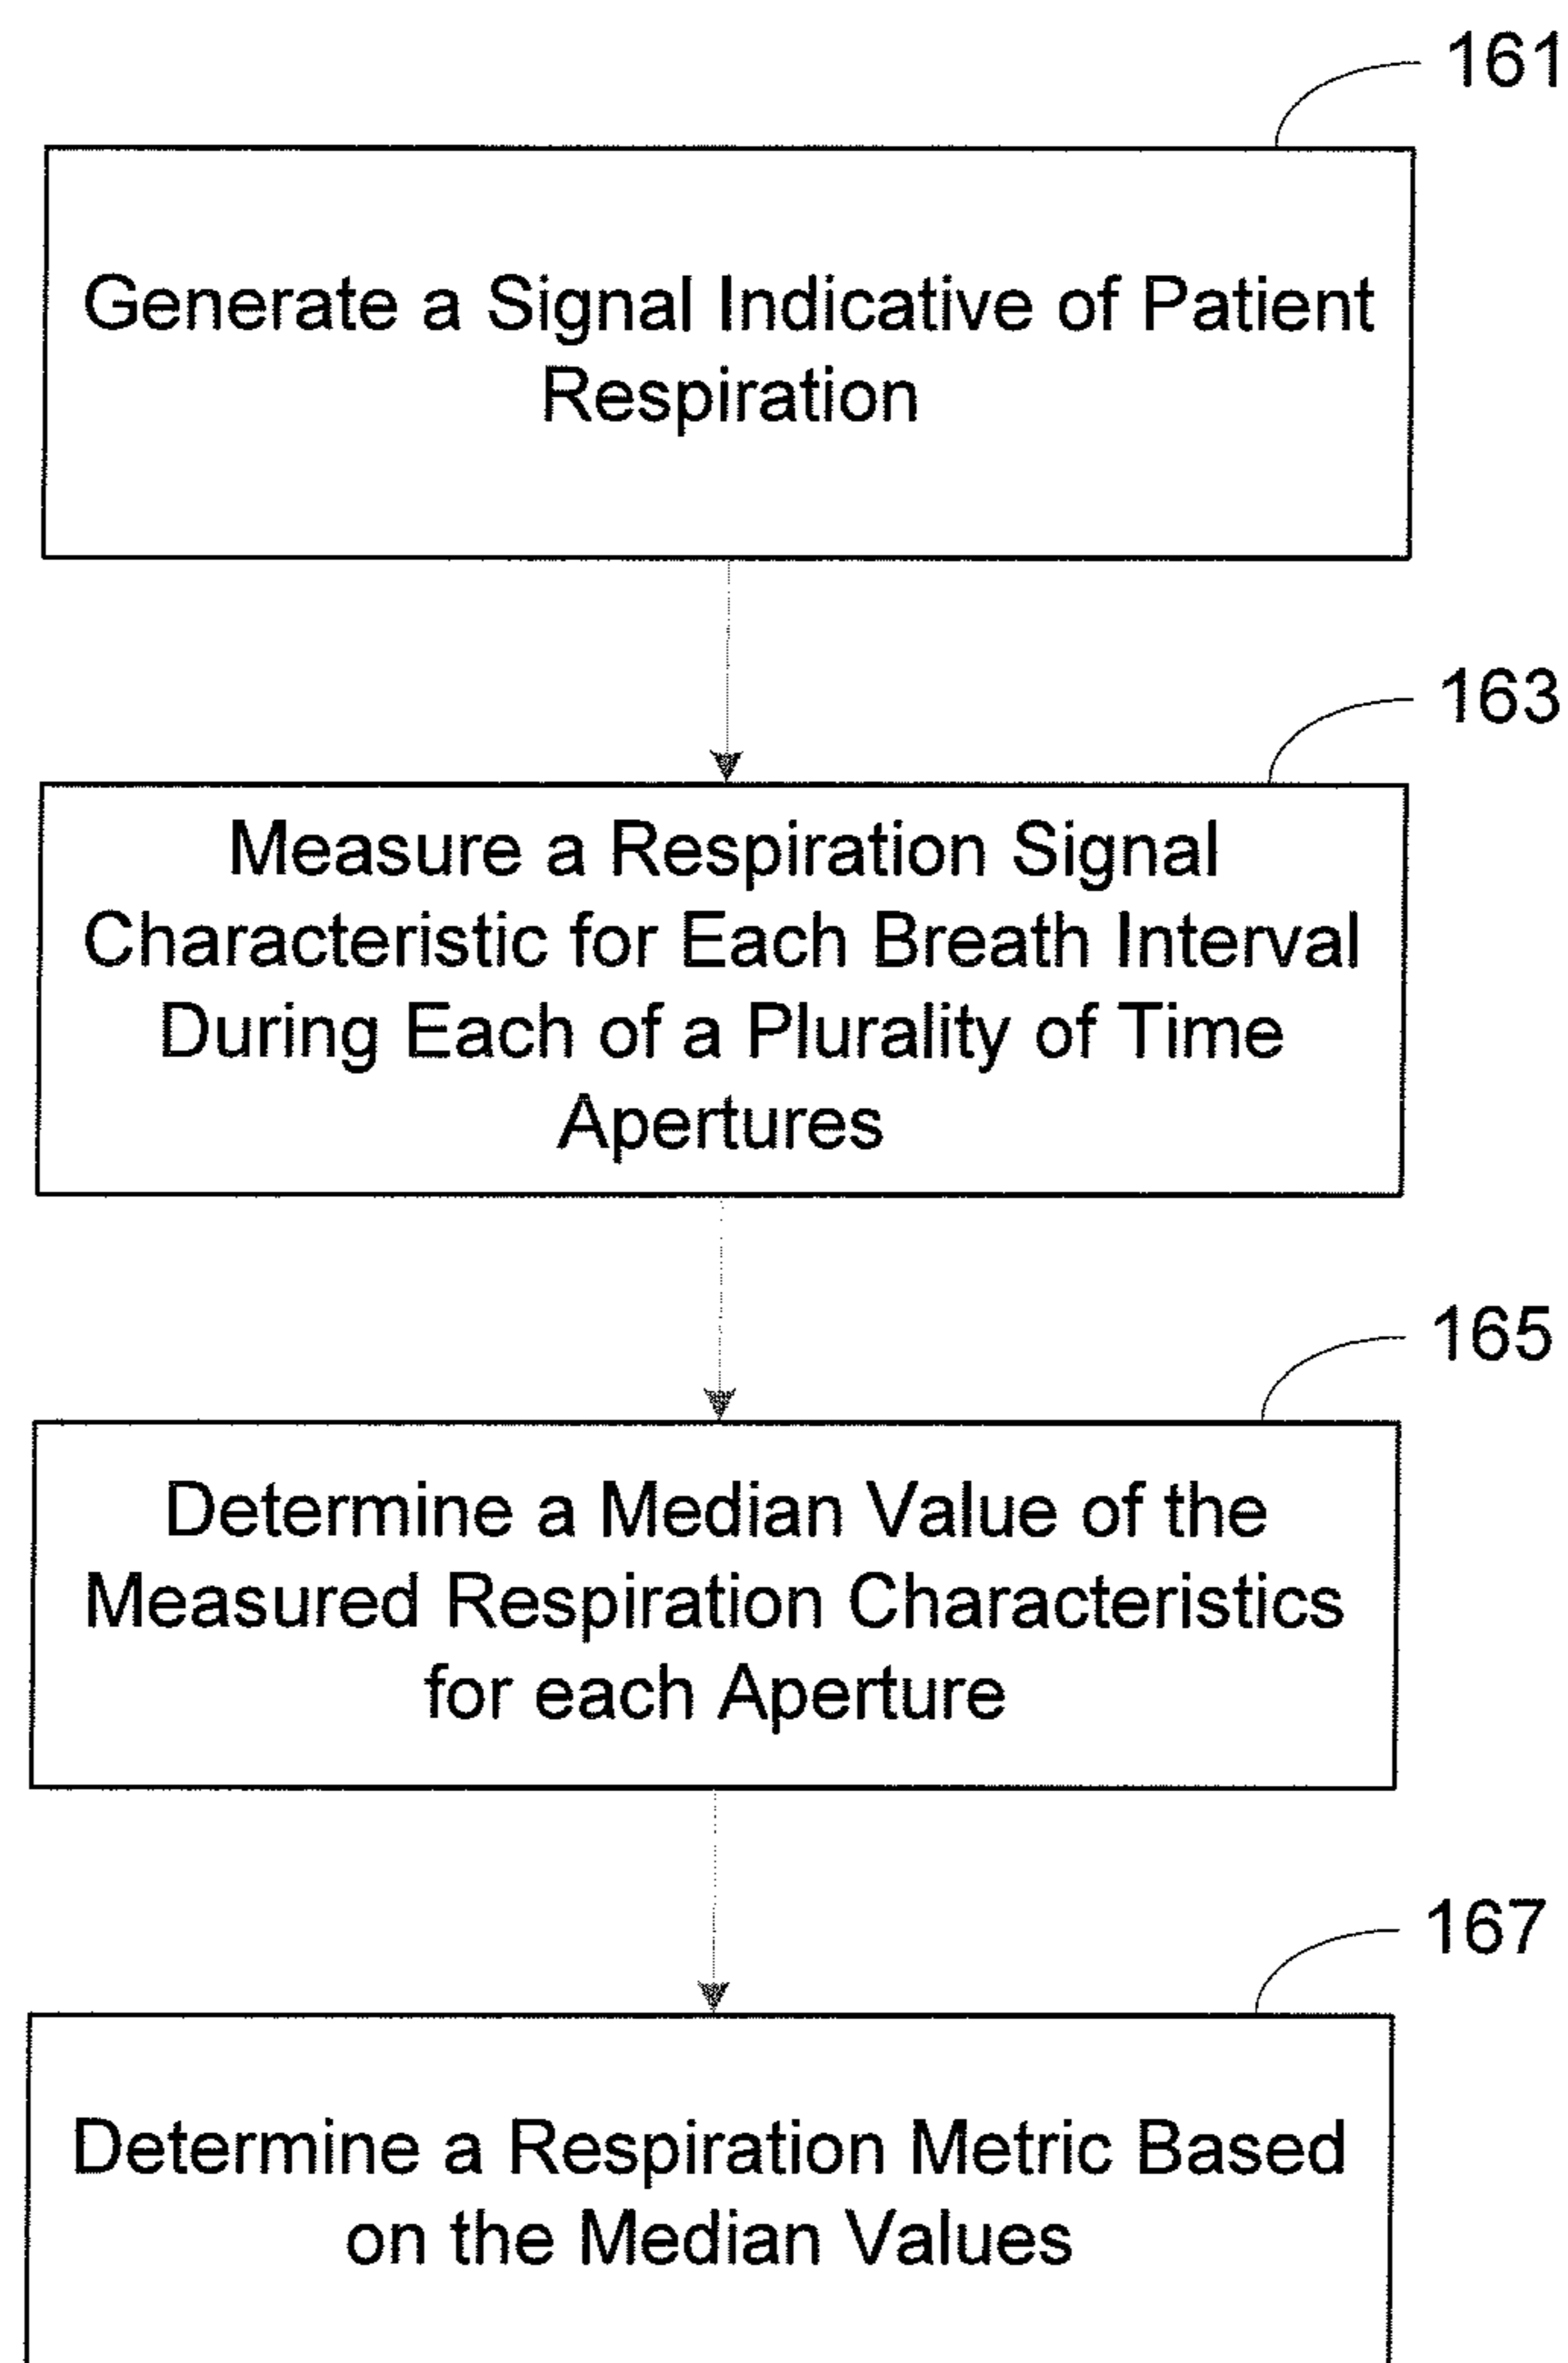 161
Generate a Signal Indicative of Patient
Respiration
163
Measure a Respiration Signal
Characteristic for Each Breath Interval
During Each of a Plurality of Time
Apertures
165
Determine a Median Value of the
Measured Respiration Characteristics
for each Aperture
167
Determine a Respiration Metric Based
on the Median Values